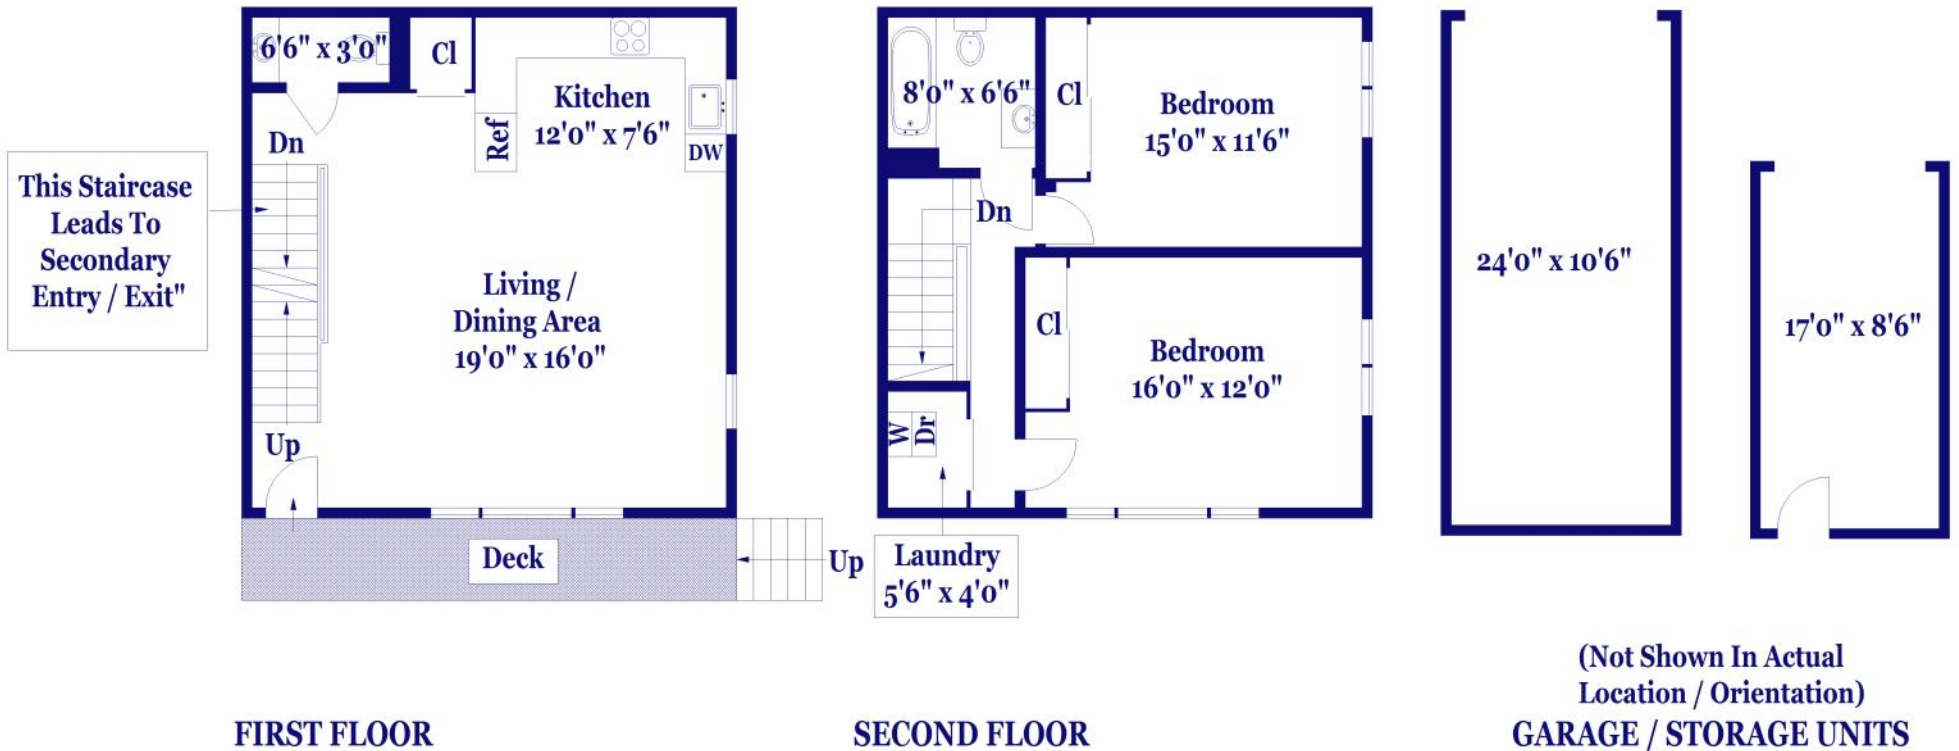 6'6" x 3'0"
Cl
Kitchen
12'0" x 7'6"
Ref
DW
Dn
This Staircase
Leads To
Secondary
Entry / Exit"
Living /
Dining Area
19'0" x 16'0"
Up
Deck
Up
FIRST FLOOR
8'0" x 6'6"
Cl
Bedroom
15'0" x 11'6"
Dn
Cl
Bedroom
16'0" x 12'0"
W
Dr.
Laundry
5'6" x 4'0"
SECOND FLOOR
24'0" x 10'6"
17'0" x 8'6"
(Not Shown In Actual
Location / Orientation)
GARAGE / STORAGE UNITS